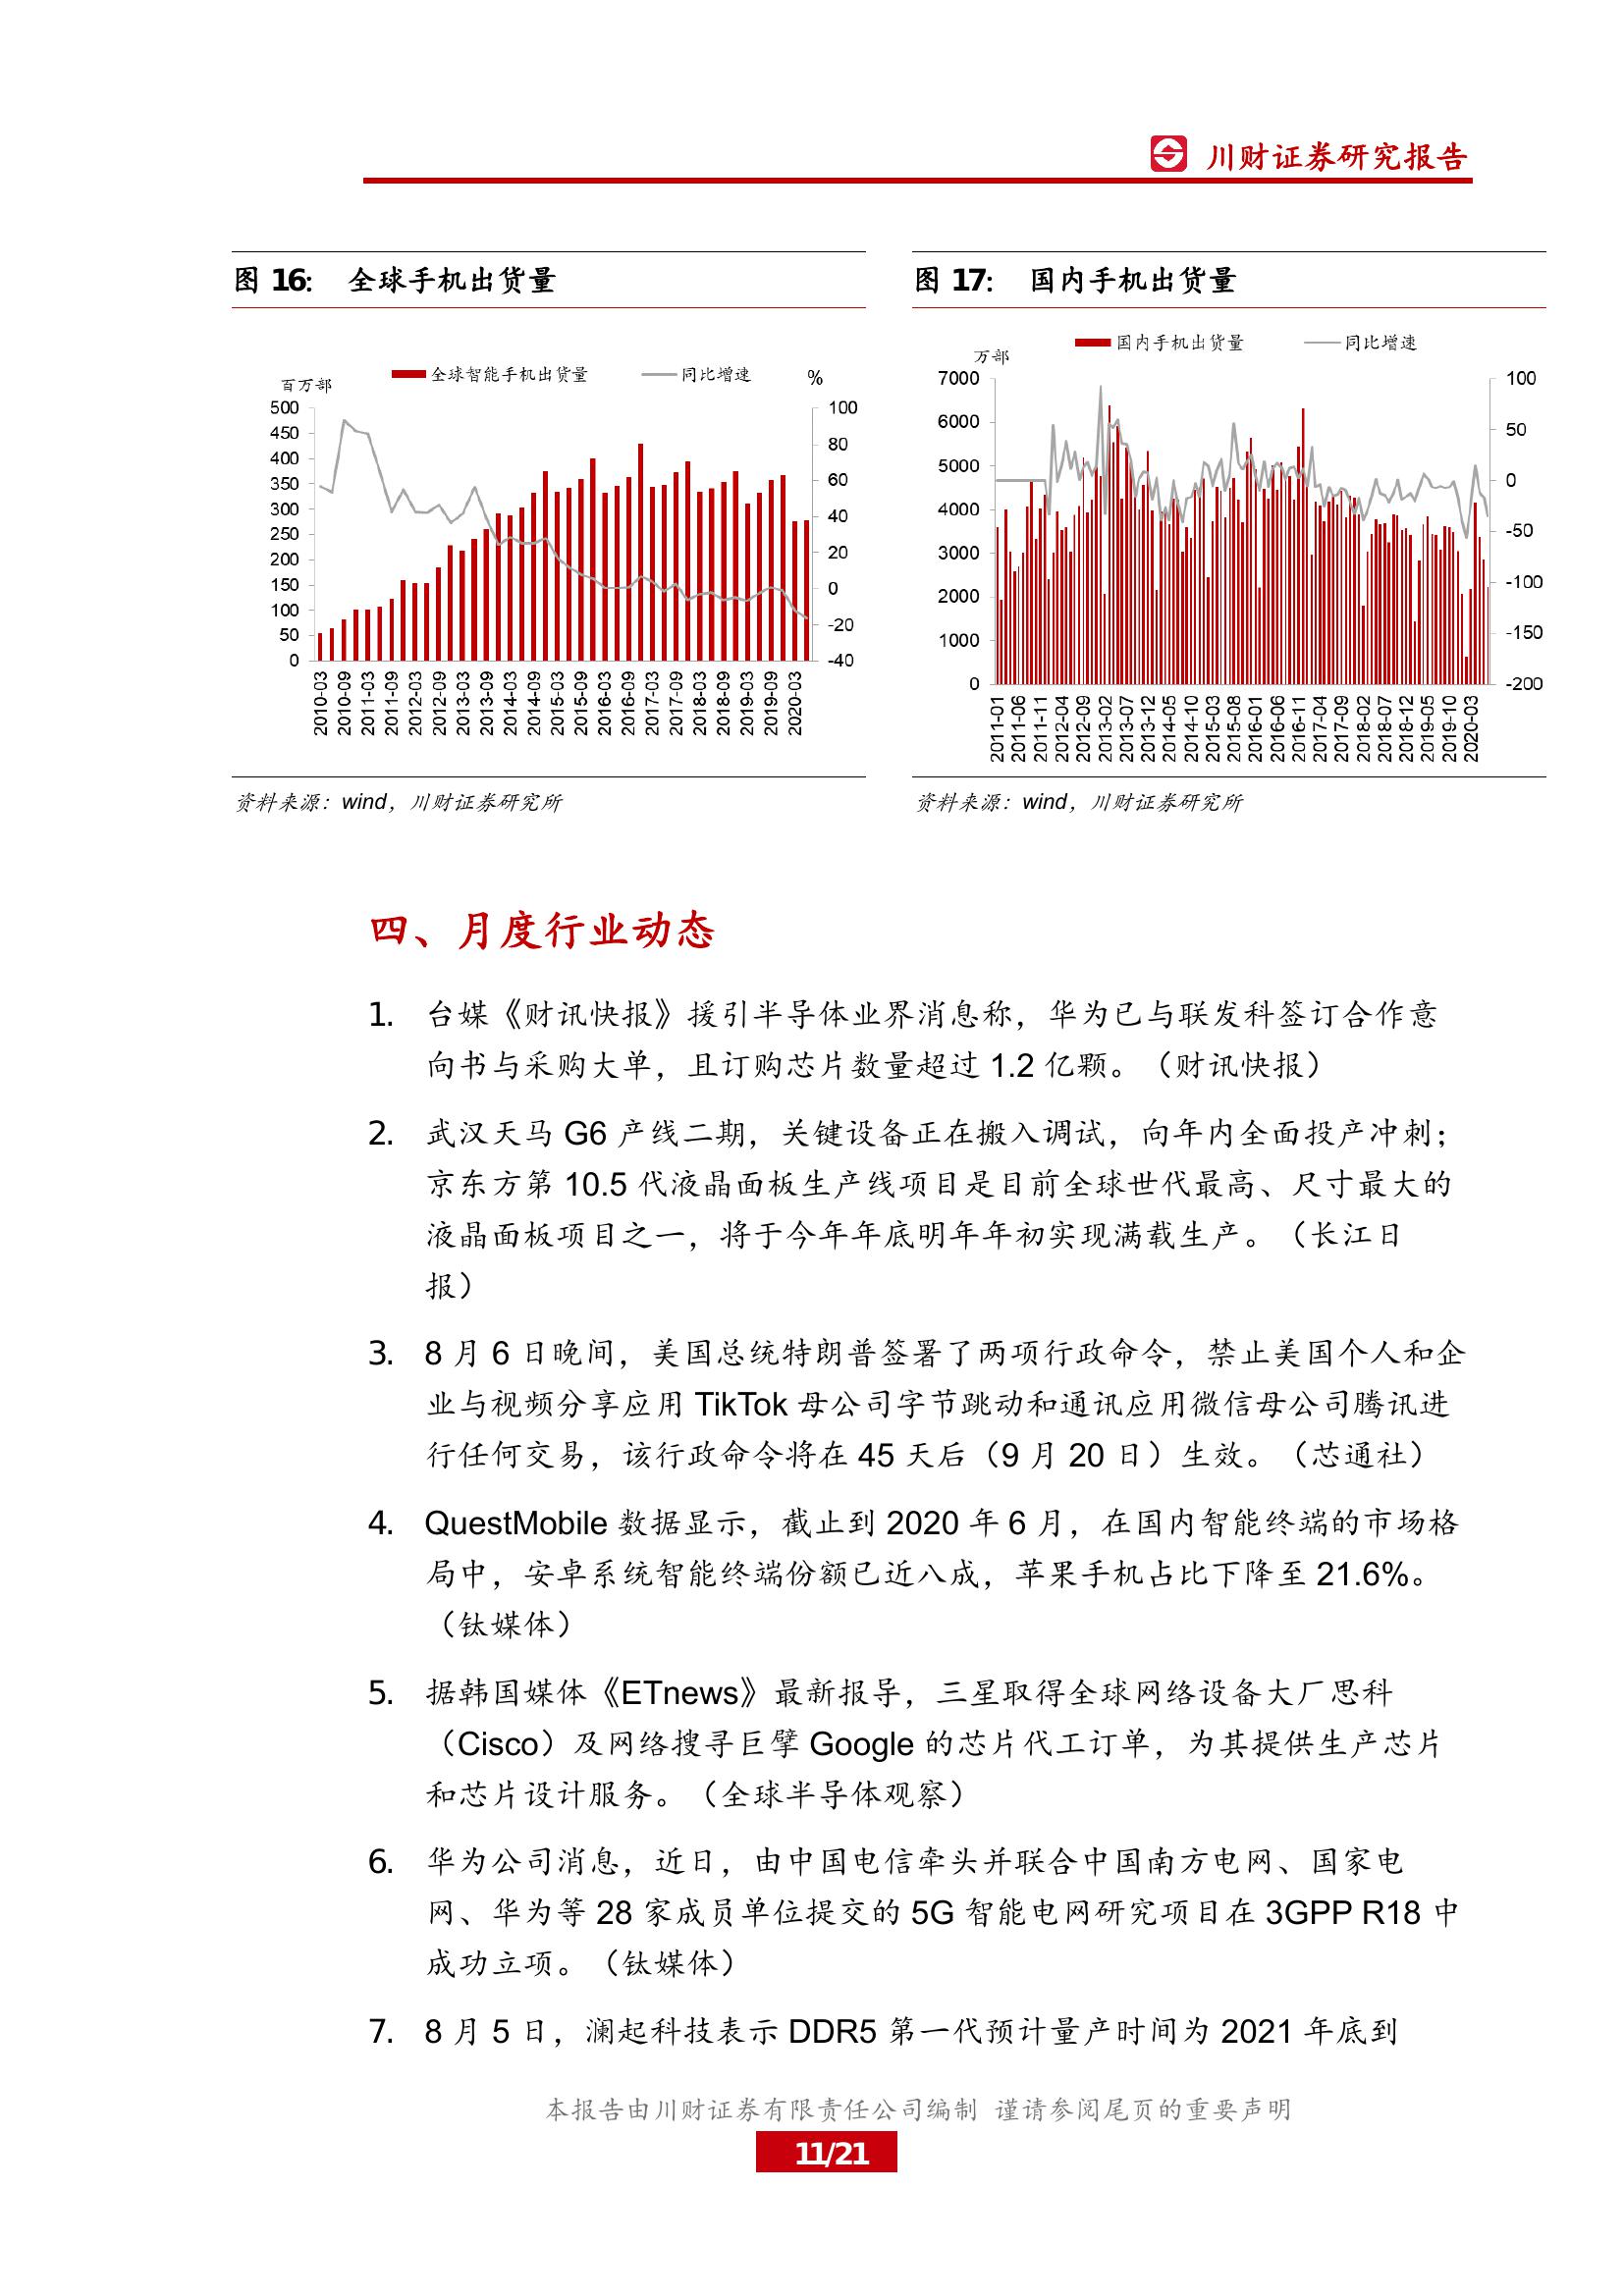 川财证券研究报告
图 16： 全球手机出货量
百万部
全球智能手机出货量
同比增速
%
500
450
400
350
300
250
200
150
100
50
0
100
80
60
40
20
0
-20
-40
2010-03
2010-09
2011-03
2011-09
2012-03
2012-09
2013-03
2013-09
2014-03
2014-09
2015-03
2015-09
2016-03
2016-09
2017-03
2017-09
2018-03
2018-09
2019-03
2019-09
2020-03
资料来源：wind，川财证券研究所
图 17： 国内手机出货量
万部
国内手机出货量
同比增速
7000
6000
5000
4000
3000
2000
1000
0
100
50
0
-50
-100
-150
-200
2011-01
2011-06
2011-11
2012-04
2012-09
2013-02
2013-07
2013-12
2014-05
2014-10
2015-03
2015-08
2016-01
2016-06
2016-11
2017-04
2017-09
2018-02
2018-07
2018-12
2019-05
2019-10
2020-03
资料来源：wind，川财证券研究所
四、月度行业动态
1. 台媒《财讯快报》援引半导体业界消息称，华为已与联发科签订合作意
向书与采购大单，且订购芯片数量超过 1.2 亿颗。（财讯快报）
2. 武汉天马 G6 产线二期，关键设备正在搬入调试，向年内全面投产冲刺；
京东方第 10.5 代液晶面板生产线项目是目前全球世代最高、尺寸最大的
液晶面板项目之一，将于今年年底明年年初实现满载生产。（长江日
报）
3. 8 月 6 日晚间，美国总统特朗普签署了两项行政命令，禁止美国个人和企
业与视频分享应用 TikTok 母公司字节跳动和通讯应用微信母公司腾讯进
行任何交易，该行政命令将在 45 天后（9 月 20 日）生效。（芯通社）
4. QuestMobile 数据显示，截止到 2020 年 6 月，在国内智能终端的市场格
局中，安卓系统智能终端份额已近八成，苹果手机占比下降至 21.6%。
（钛媒体）
5. 据韩国媒体《ETnews》最新报导，三星取得全球网络设备大厂思科
（Cisco）及网络搜寻巨擘 Google 的芯片代工订单，为其提供生产芯片
和芯片设计服务。（全球半导体观察）
6. 华为公司消息，近日，由中国电信牵头并联合中国南方电网、国家电
网、华为等 28 家成员单位提交的 5G 智能电网研究项目在 3GPP R18 中
成功立项。（钛媒体）
7. 8 月 5 日，澜起科技表示 DDR5 第一代预计量产时间为 2021 年底到
本报告由川财证券有限责任公司编制 谨请参阅尾页的重要声明
11/21